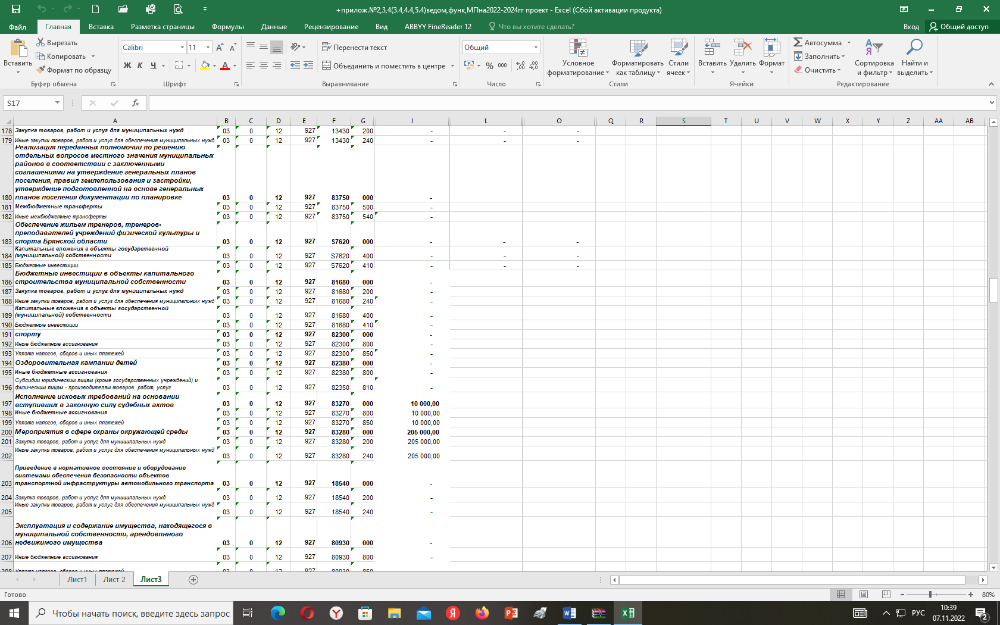 +прилож.№2,3,4(3.4,4.4,5.4)ведом,функ,МПна2022-2024гг проект - Excel (Сбой активации продукта)
Файл Главная Вставка Разметка страницы Формулы Данные Рецензирование Вид ABBYY FineReader 12 Что вы хотите сделать? Вход Общий доступ
Вставить Вырезать Копировать Формат по образцу
Буфер обмена
Calibri 11
Ж К Ч
Шрифт
Перенести текст
Объединить и поместить в центре
Выравнивание
Общий
% 000
Число
Условное форматирование Форматировать как таблицу Стили ячеек
Стили
Вставить Удалить Формат
Ячейки
Автосумма
Заполнить
Очистить
Сортировка и фильтр Найти и выделить
Редактирование
S17 fx
A B C D E F G I L O Q R S T U V W X Y Z AA AB
178 Закупка товаров, работ и услуг для муниципальных нужд 03 0 12 927 13430 200 - - -
179 Иные закупки товаров, работ и услуг для обеспечения муниципальных нужд 03 0 12 927 13430 240 - - -
Реализация переданных полномочий по решению
отдельных вопросов местного значения муниципальных
районов в соответствии с заключенными
соглашениями на утверждение генеральных планов
поселения, правил землепользования и застройки,
утверждение подготовленной на основе генеральных
180 планов поселения документации по планировке 03 0 12 927 83750 000 -
181 Межбюджетные трансферты 03 0 12 927 83750 500 -
182 Иные межбюджетные трансферты 03 0 12 927 83750 540 -
Обеспечение жильем тренеров, тренеров-
преподавателей учреждений физической культуры и
183 спорта Брянской области 03 0 12 927 S7620 000 - - -
Капитальные вложения в объекты государственной
184 (муниципальной) собственности 03 0 12 927 S7620 400 - - -
185 Бюджетные инвестиции 03 0 12 927 S7620 410 - - -
Бюджетные инвестиции в объекты капитального
186 строительства муниципальной собственности 03 0 12 927 81680 000 -
187 Закупка товаров, работ и услуг для муниципальных нужд 03 0 12 927 81680 200 -
188 Иные закупки товаров, работ и услуг для обеспечения муниципальных нужд 03 0 12 927 81680 240 -
Капитальные вложения в объекты государственной
189 (муниципальной) собственности 03 0 12 927 81680 400 -
190 Бюджетные инвестиции 03 0 12 927 81680 410 -
191 спорту 03 0 12 927 82300 000 -
192 Иные бюджетные ассигнования 03 0 12 927 82300 800 -
193 Уплата налогов, сборов и иных платежей 03 0 12 927 82300 850 -
194 Оздоровительная кампании детей 03 0 12 927 82380 000 -
195 Иные бюджетные ассигнования 03 0 12 927 82380 800 -
Субсидии юридическим лицам (кроме государственных учреждений) и
196 физическим лицам - производителям товаров, работ, услуг 03 0 12 927 82350 810 -
Исполнение исковых требований на основании
197 вступивших в законную силу судебных актов 03 0 12 927 83270 000 10 000,00
198 Иные бюджетные ассигнования 03 0 12 927 83270 800 10 000,00
199 Уплата налогов, сборов и иных платежей 03 0 12 927 83270 850 10 000,00
200 Мероприятия в сфере охраны окружающей среды 03 0 12 927 83280 000 205 000,00
201 Закупка товаров, работ и услуг для муниципальных нужд 03 0 12 927 83280 200 205 000,00
202 Иные закупки товаров, работ и услуг для обеспечения муниципальных нужд 03 0 12 927 83280 240 205 000,00
Приведение в нормативное состояние и оборудование
системами обеспечения безопасности объектов
203 транспортной инфраструктуры автомобильного транспорта 03 0 12 927 18540 000 -
204 Закупка товаров, работ и услуг для муниципальных нужд 03 0 12 927 18540 200 -
205 Иные закупки товаров, работ и услуг для обеспечения муниципальных нужд 03 0 12 927 18540 240 -
Эксплуатация и содержание имущества, находящегося в
муниципальной собственности, арендовпнного
206 недвижимого имущества 03 0 12 927 80930 000 -
207 Иные бюджетные ассигнования 03 0 12 927 80930 800 -
208 Уплата налогов, сборов и иных платежей 03 0 12 927 80930 850
Лист1 Лист 2 Лист3
Готово 80%
Чтобы начать поиск, введите здесь запрос РУС 10:39
07.11.2022 2